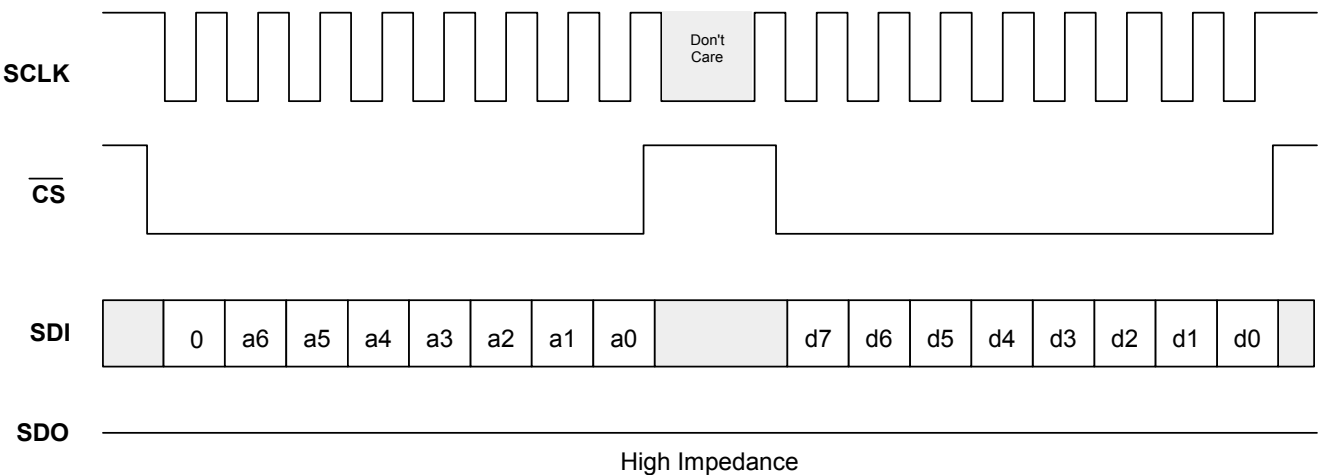 Don't
Care
SCLK
CS
SDI 0 a6 a5 a4 a3 a2 a1 a0 d7 d6 d5 d4 d3 d2 d1 d0
SDO
High Impedance